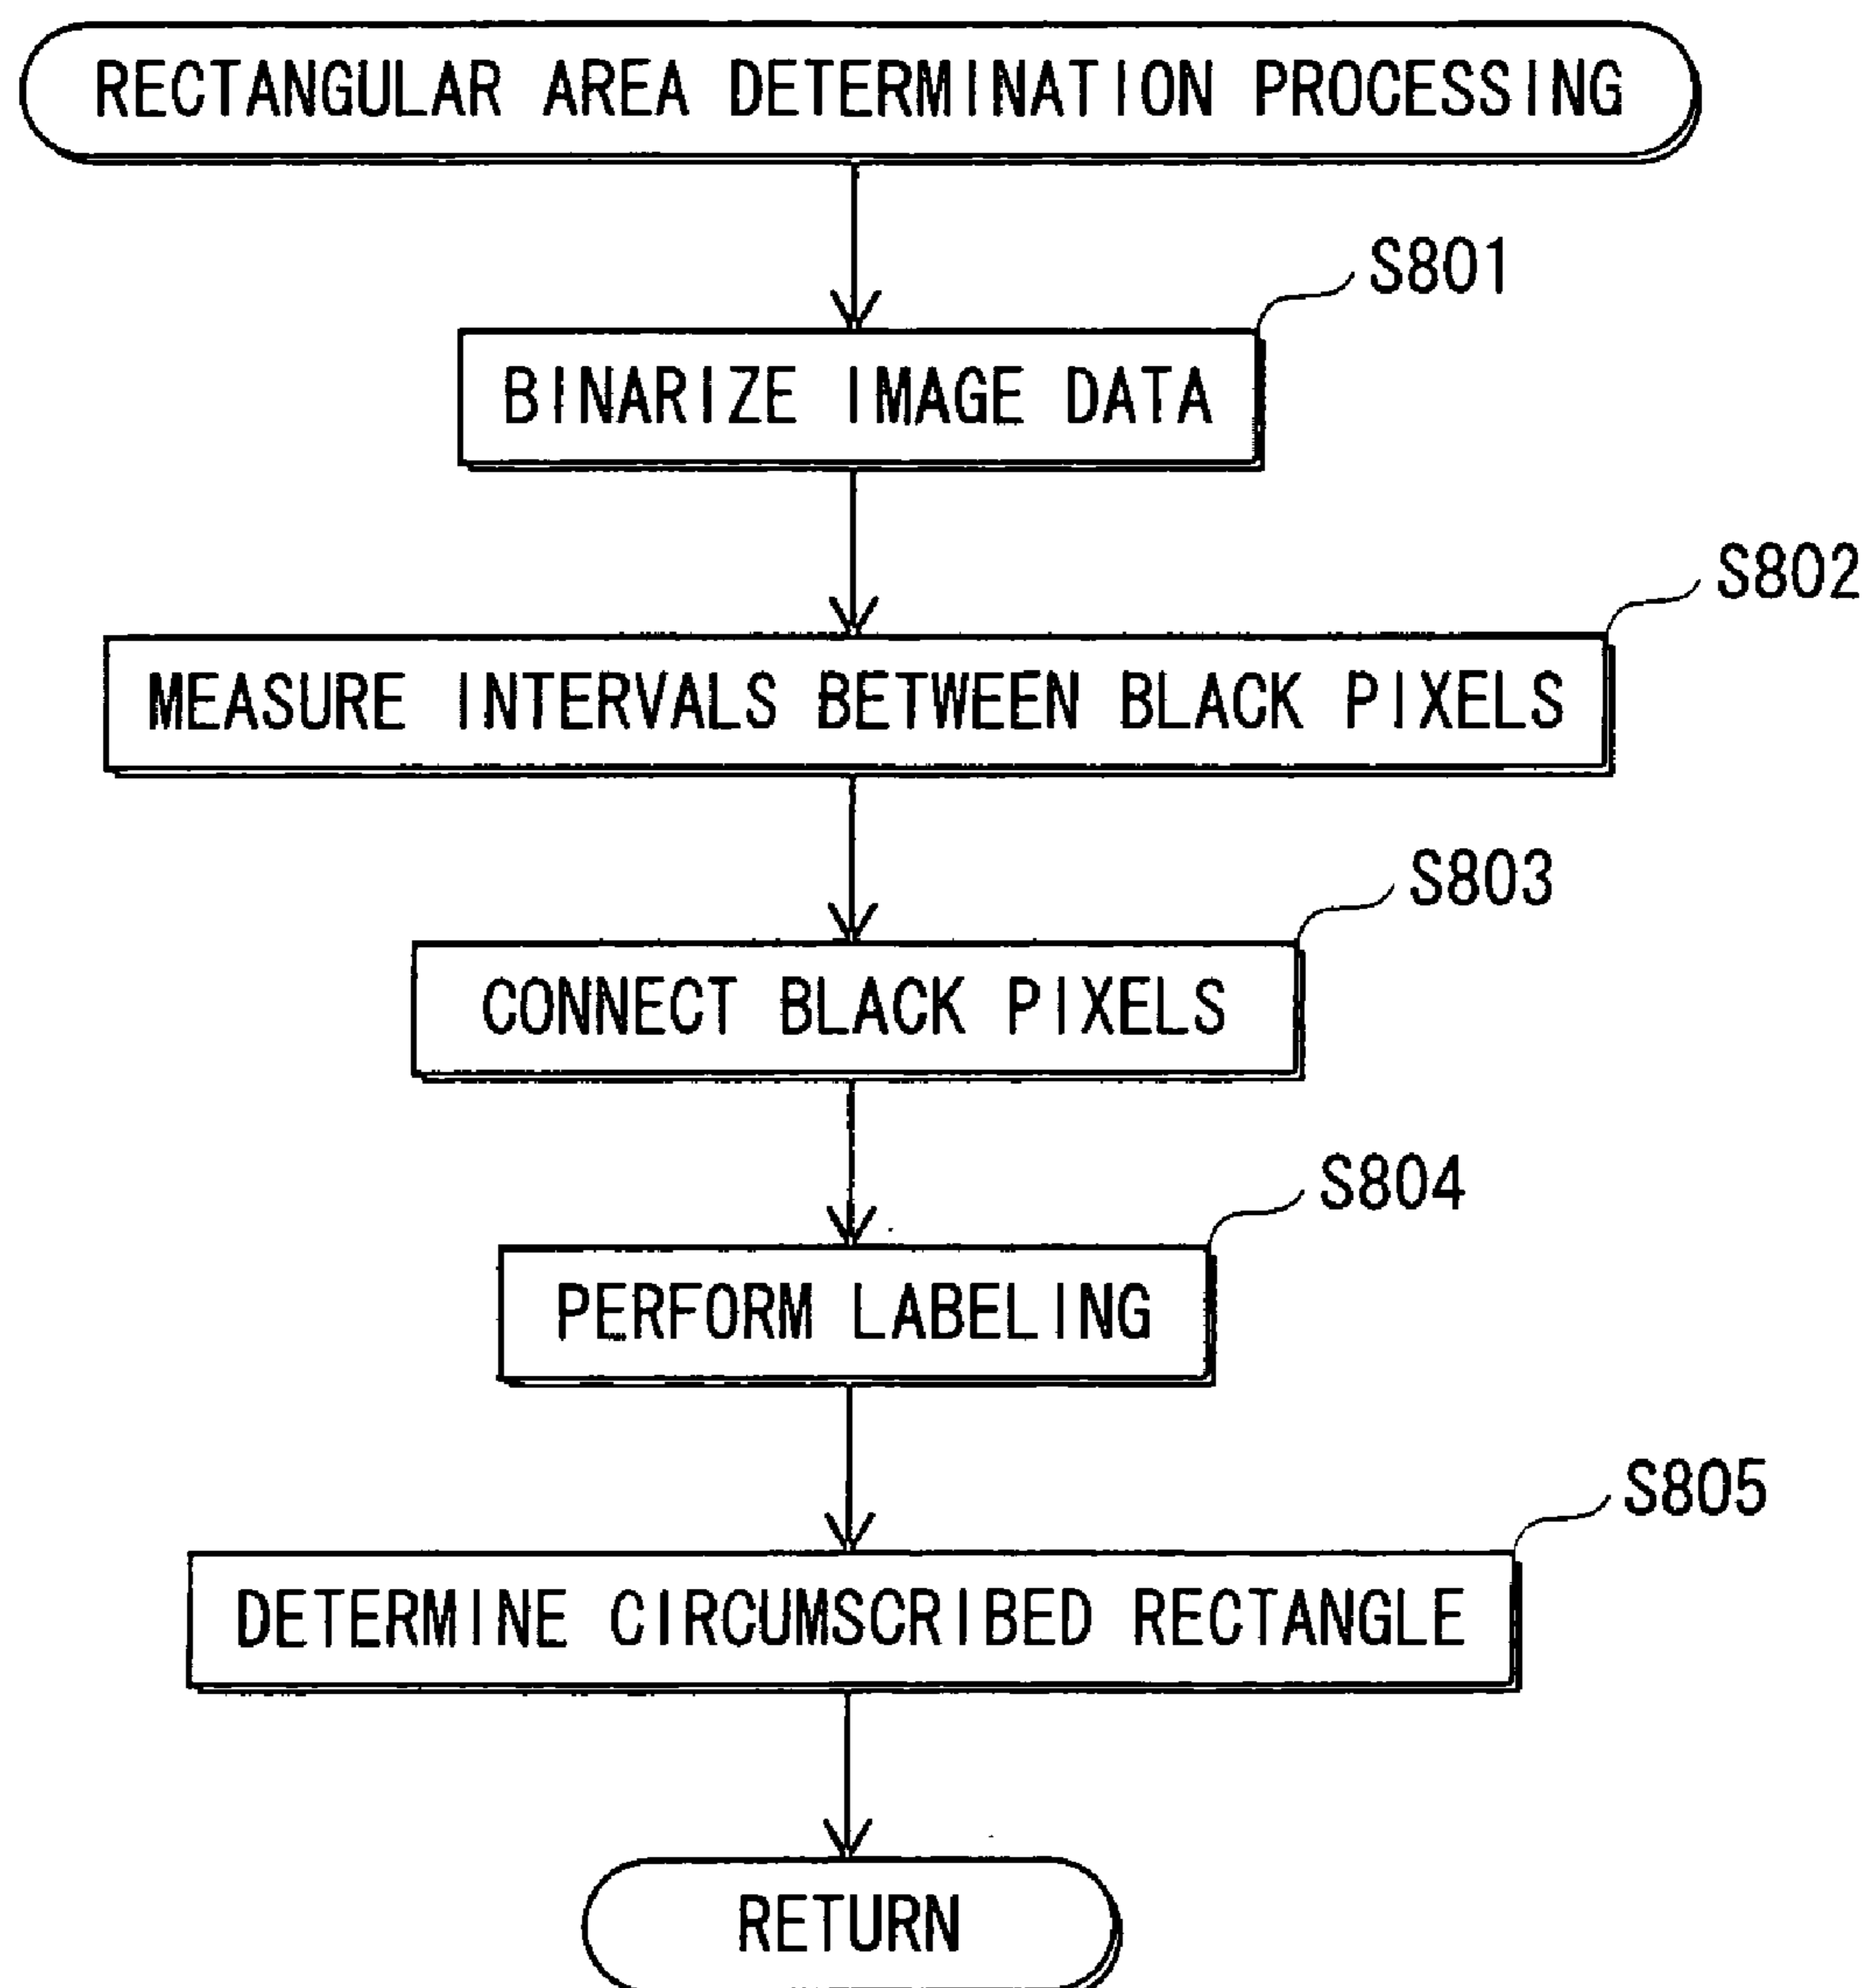 RECTANGULAR AREA DETERMINATION PROCESSING
S801
BINARIZE IMAGE DATA
S802
MEASURE INTERVALS BETWEEN BLACK PIXELS
S803
CONNECT BLACK PIXELS
S804
PERFORM LABELING
S805
DETERMINE CIRCUMSCRIBED RECTANGLE
RETURN